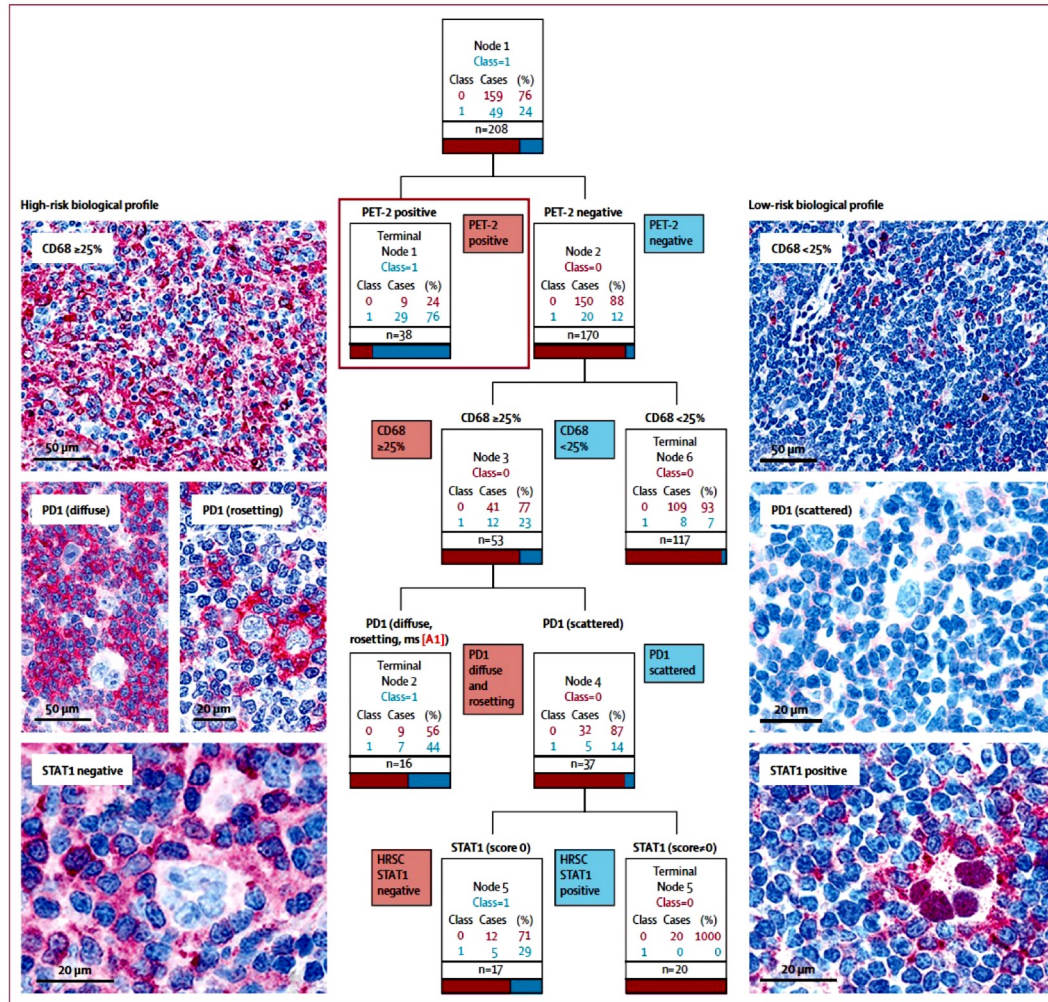 Node 1
Class=1
Class Cases (%)
0 159 76
1 49 24
n=208
High-risk biological profile
CD68 ≥25%
50 µm
PD1 (diffuse)
50 µm
PD1 (rosetting)
20 µm
STAT1 negative
20 µm
PET-2 positive
Terminal
Node 1
Class=1
Class Cases (%)
0 9 24
1 29 76
n=38
PET-2
positive
PET-2 negative
Node 2
Class=0
Class Cases (%)
0 150 88
1 20 12
n=170
PET-2
negative
CD68
≥25%
CD68 ≥25%
Node 3
Class=0
Class Cases (%)
0 41 77
1 12 23
n=53
CD68
<25%
CD68 <25%
Terminal
Node 6
Class=0
Class Cases (%)
0 109 93
1 8 7
n=117
PD1 (diffuse,
rosetting, ms [A1])
Terminal
Node 2
Class=1
Class Cases (%)
0 9 56
1 7 44
n=16
PD1
diffuse
and
rosetting
PD1 (scattered)
Node 4
Class=0
Class Cases (%)
0 32 87
1 5 14
n=37
PD1
scattered
HRSC
STAT1
negative
STAT1 (score 0)
Node 5
Class=1
Class Cases (%)
0 12 71
1 5 29
n=17
HRSC
STAT1
positive
STAT1 (score≠0)
Terminal
Node 5
Class=0
Class Cases (%)
0 20 1000
1 0 0
n=20
Low-risk biological profile
CD68 <25%
50 µm
PD1 (scattered)
20 µm
STAT1 positive
20 µm